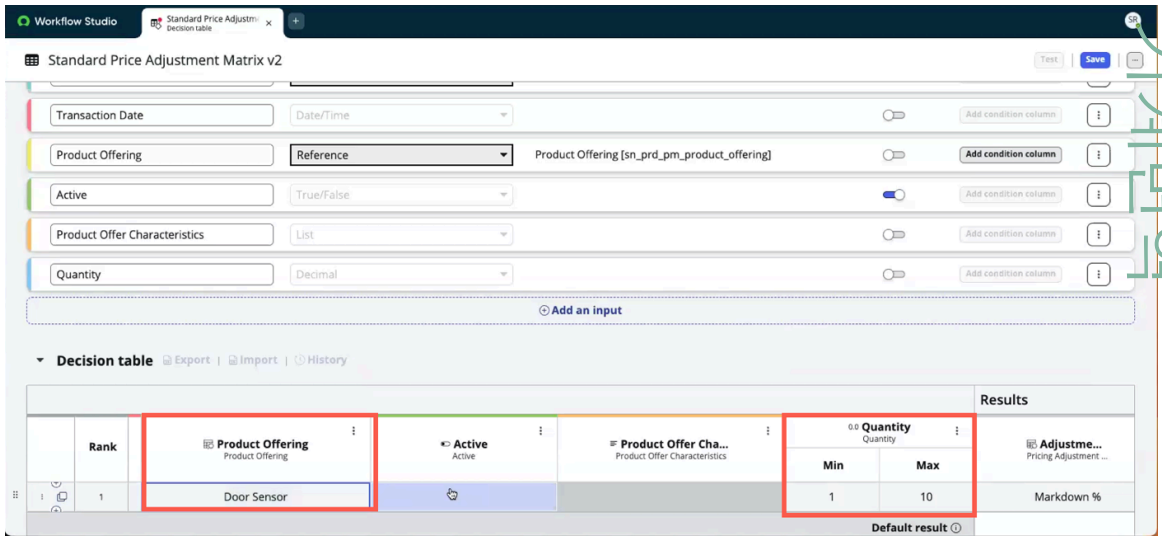 Workflow Studio
Standard Price Adjustm
Decision table
SR
Standard Price Adjustment Matrix v2
Test
Save
Transaction Date
Date/Time
Add condition column
Product Offering
Reference
Product Offering [sn_prd_pm_product_offering]
Add condition column
Active
True/False
Add condition column
Product Offer Characteristics
List
Add condition column
Quantity
Decimal
Add condition column
Add an input
Decision table
Export | Import | History
Results
Rank
Product Offering
Product Offering
Active
Active
Product Offer Cha...
Product Offer Characteristics
0.0 Quantity
Quantity
Min
Max
Adjustme...
Pricing Adjustment ...
1
Door Sensor
1
10
Markdown %
Default result